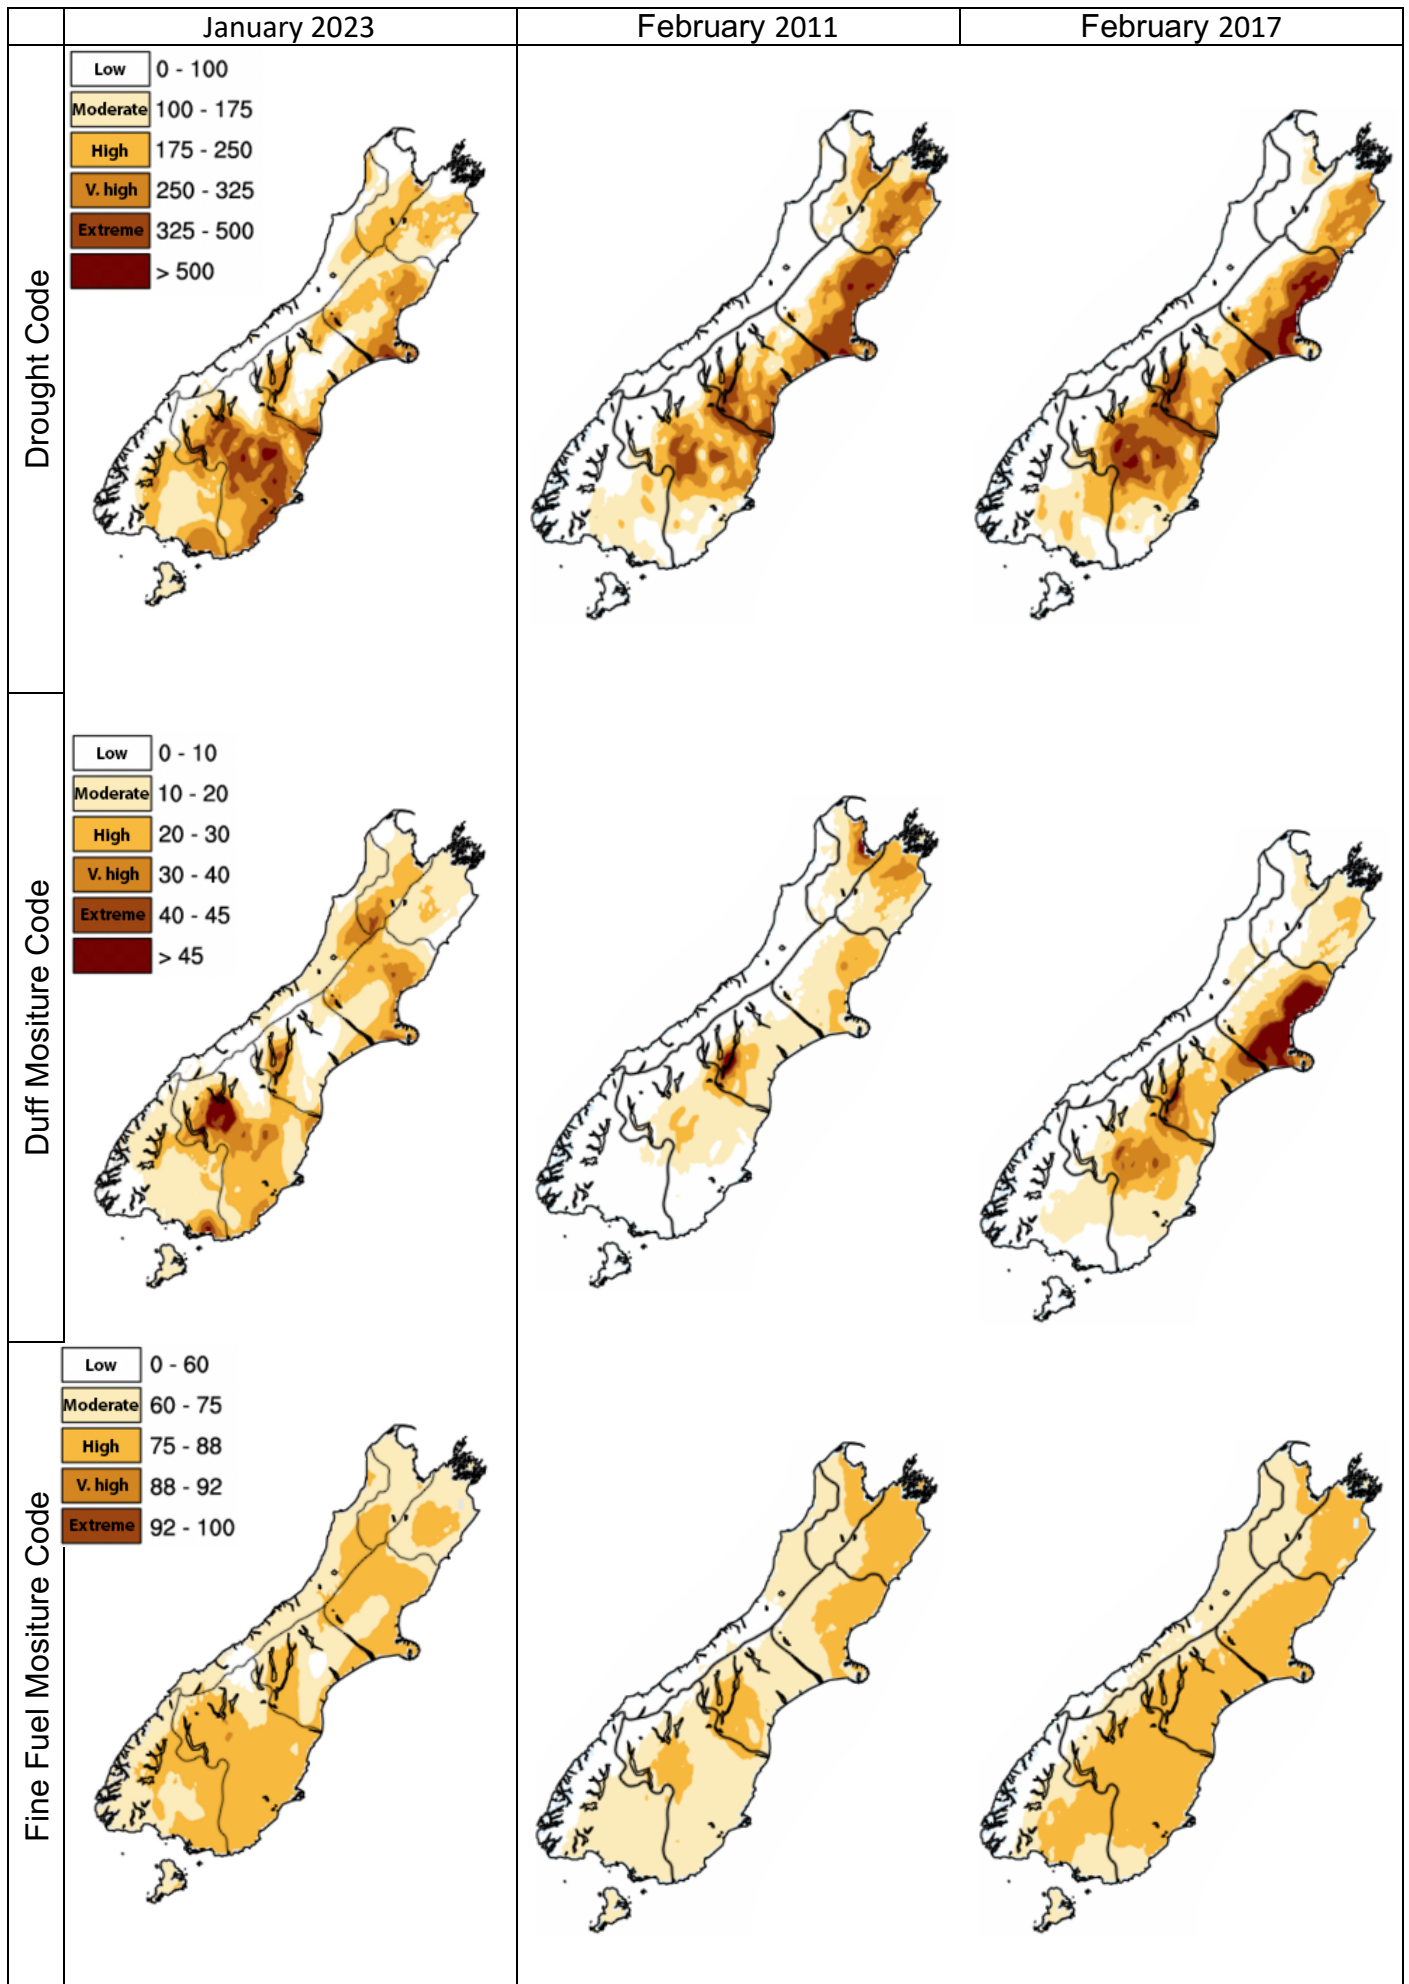 January 2023 February 2011 February 2017
Drought Code
Low 0 - 100
Moderate 100 - 175
High 175 - 250
V. high 250 - 325
Extreme 325 - 500
> 500
Duff Mositure Code
Low 0 - 10
Moderate 10 - 20
High 20 - 30
V. high 30 - 40
Extreme 40 - 45
> 45
Fine Fuel Mositure Code
Low 0 - 60
Moderate 60 - 75
High 75 - 88
V. high 88 - 92
Extreme 92 - 100